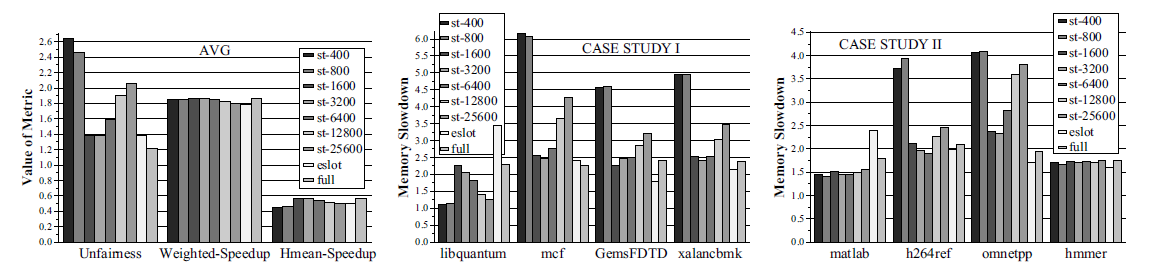 Value of Metric
2.6
2.4
2.2
2.0
1.8
1.6
1.4
1.2
1.0
0.8
0.6
0.4
0.2
0.0
AVG
st-400
st-800
st-1600
st-3200
st-6400
st-12800
st-25600
eslot
full
Unfairness Weighted-Speedup Hmean-Speedup
Memory Slowdown
6.0
5.5
5.0
4.5
4.0
3.5
3.0
2.5
2.0
1.5
1.0
0.5
0.0
st-400
st-800
st-1600
st-3200
st-6400
st-12800
st-25600
eslot
full
CASE STUDY I
libquantum mcf GemsFDTD xalancbmk
Memory Slowdown
4.5
4.0
3.5
3.0
2.5
2.0
1.5
1.0
0.5
0.0
CASE STUDY II
st-400
st-800
st-1600
st-3200
st-6400
st-12800
st-25600
eslot
full
matlab h264ref omnetpp hmmer